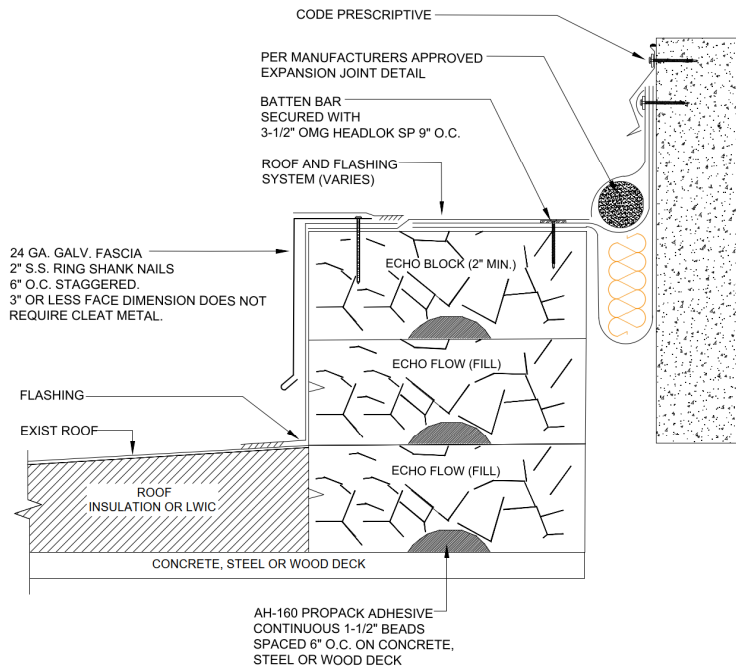 CODE PRESCRIPTIVE
PER MANUFACTURERS APPROVED
EXPANSION JOINT DETAIL
BATTEN BAR
SECURED WITH
3-1/2" OMG HEADLOK SP 9" O.C.
ROOF AND FLASHING
SYSTEM (VARIES)
24 GA. GALV. FASCIA
2" S.S. RING SHANK NAILS
6" O.C. STAGGERED.
3" OR LESS FACE DIMENSION DOES NOT
REQUIRE CLEAT METAL.
ECHO BLOCK (2" MIN.)
ECHO FLOW (FILL)
FLASHING
EXIST ROOF
ECHO FLOW (FILL)
ROOF
INSULATION OR LWIC
CONCRETE, STEEL OR WOOD DECK
AH-160 PROPACK ADHESIVE
CONTINUOUS 1-1/2" BEADS
SPACED 6" O.C. ON CONCRETE,
STEEL OR WOOD DECK